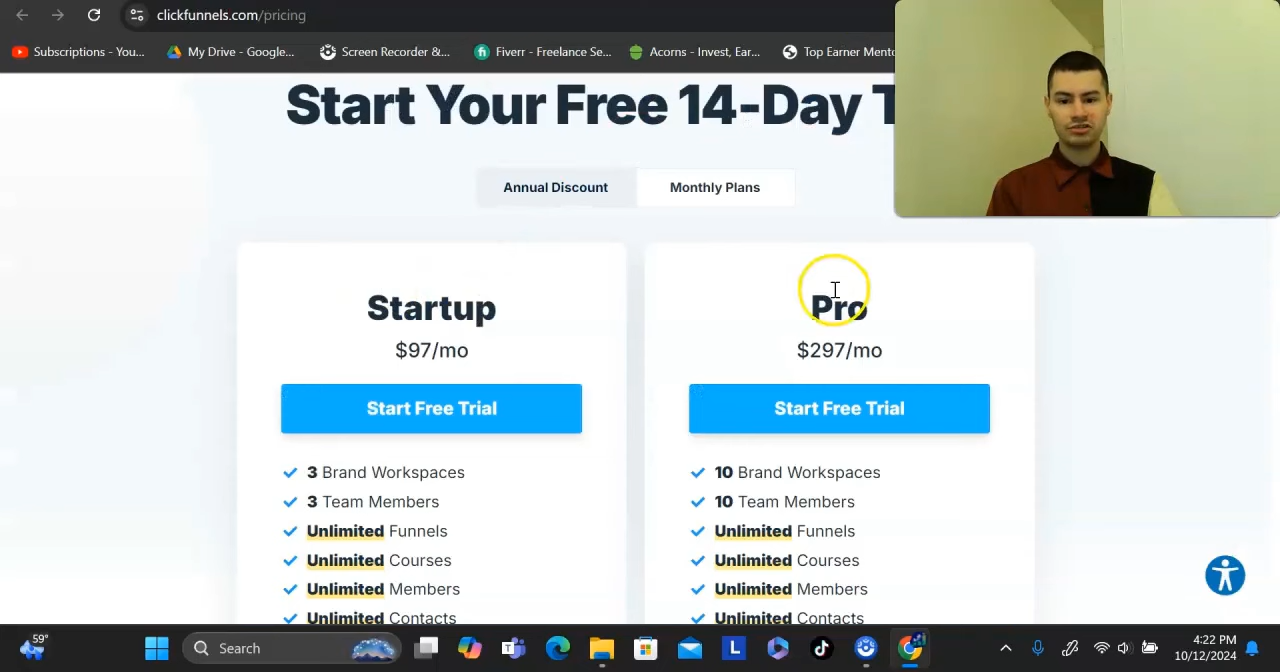 clickfunnels.com/pricing
Subscriptions - You...
My Drive - Google...
Screen Recorder &...
Fiverr - Freelance Se...
Acorns - Invest, Ear...
Top Earner Mento
Start Your Free 14-Day T
Annual Discount
Monthly Plans
Startup
$97/mo
Start Free Trial
3 Brand Workspaces
3 Team Members
Unlimited Funnels
Unlimited Courses
Unlimited Members
Unlimited Contacts
Pro
$297/mo
Start Free Trial
10 Brand Workspaces
10 Team Members
Unlimited Funnels
Unlimited Courses
Unlimited Members
Unlimited Contacts
59°
Search
4:22 PM
10/12/2024